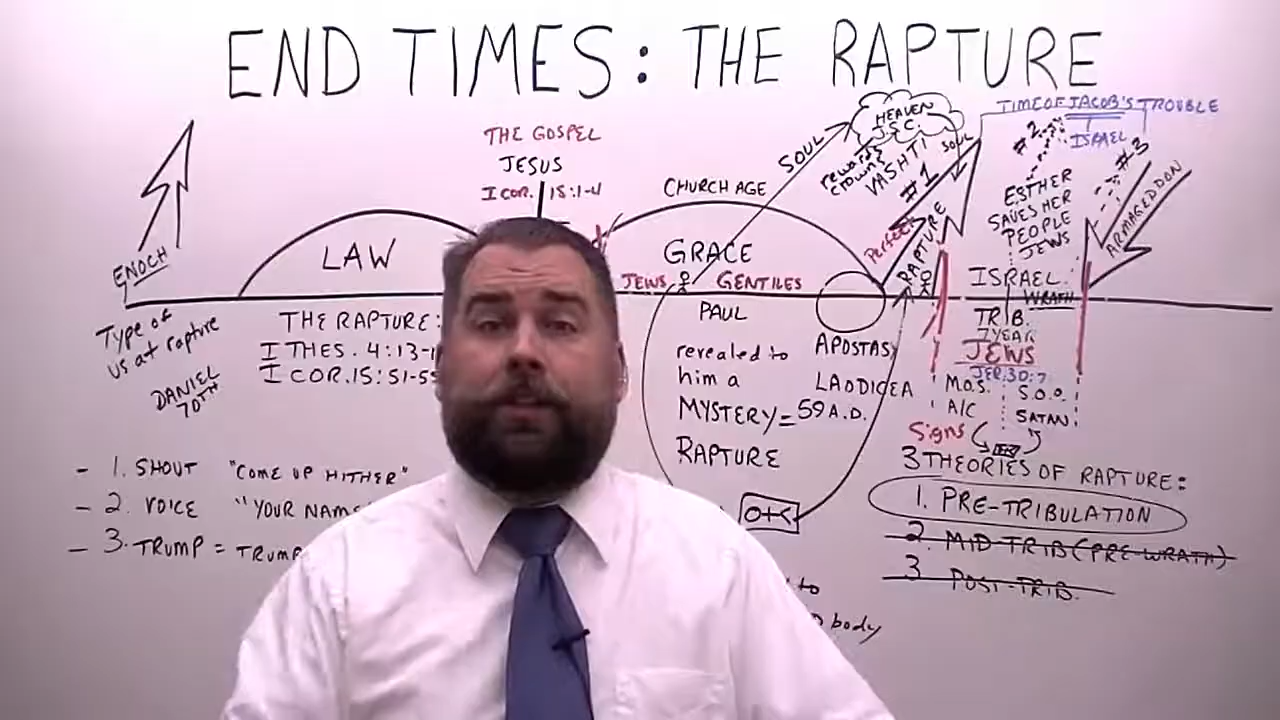 END TIMES: THE RAPTURE
ENOCH
Type of
us at rapture
DANIEL
70TH
LAW
THE RAPTURE:
I THES. 4:13-1
I COR. 15:51-5
- 1. SHOUT "COME UP HITHER"
- 2. VOICE "YOUR NAM
- 3. TRUMP = TRUMP
THE GOSPEL
JESUS
I COR. 15:1-4
CHURCH AGE
GRACE
JEWS GENTILES
PAUL
revealed to
him a
MYSTERY = 59 A.D.
RAPTURE
to
body
SOUL
HEAVEN
J.S.C.
rewards
crowns
VASHTI
SOUL
#1
Perfect
RAPTURE
APOSTASY
LAODICEA
TIME OF JACOB'S TROUBLE
ISRAEL
#2
#3
ESTHER
SAVES HER
PEOPLE
JEWS
ARMAGEDDON
ISRAEL
WRATH
TRIB.
7 YEAR
JEWS
JER. 30:7
M.O.S. S.O.P.
A/C SATAN
Signs
3 THEORIES OF RAPTURE:
1. PRE-TRIBULATION
2. MID TRIB (PRE-WRATH)
3 POST-TRIB.